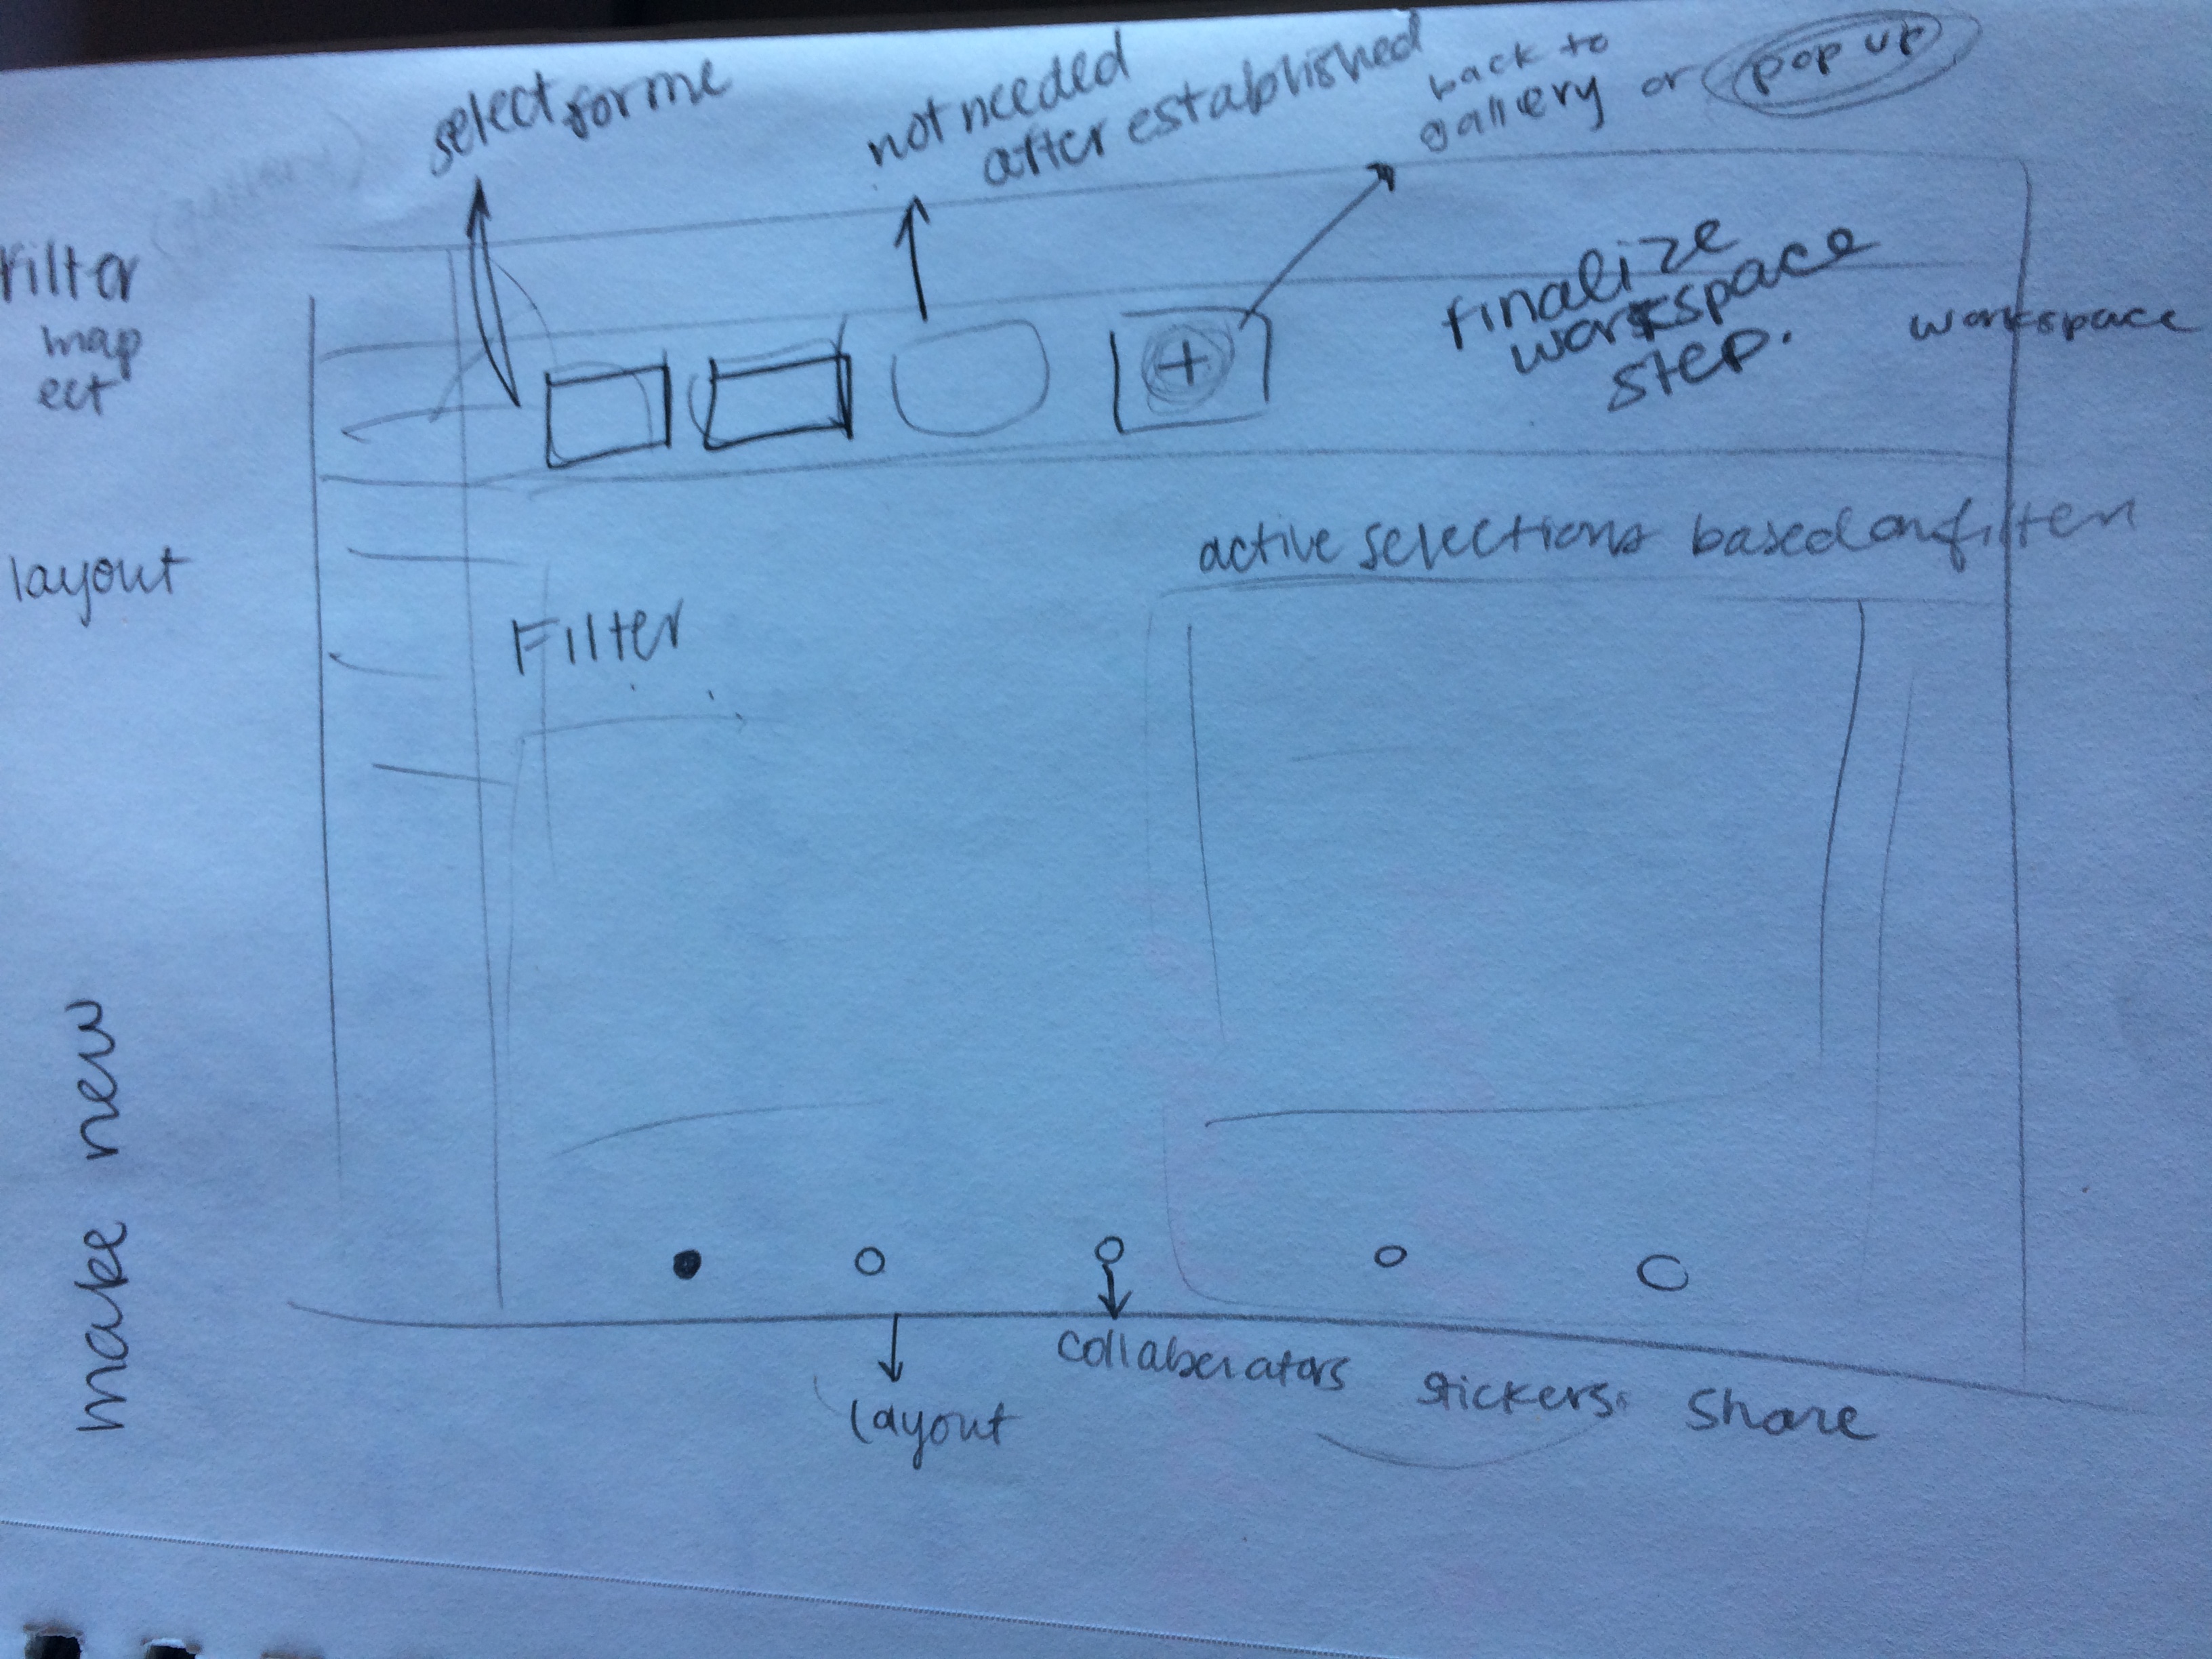 select for me
not needed
after established
back to
gallery or pop up
(gallery)
Filter
map
ect
+
finalize
workspace
step.
workspace
layout
active selections based on filter
Filter
make new
layout
collaberators
stickers
Share